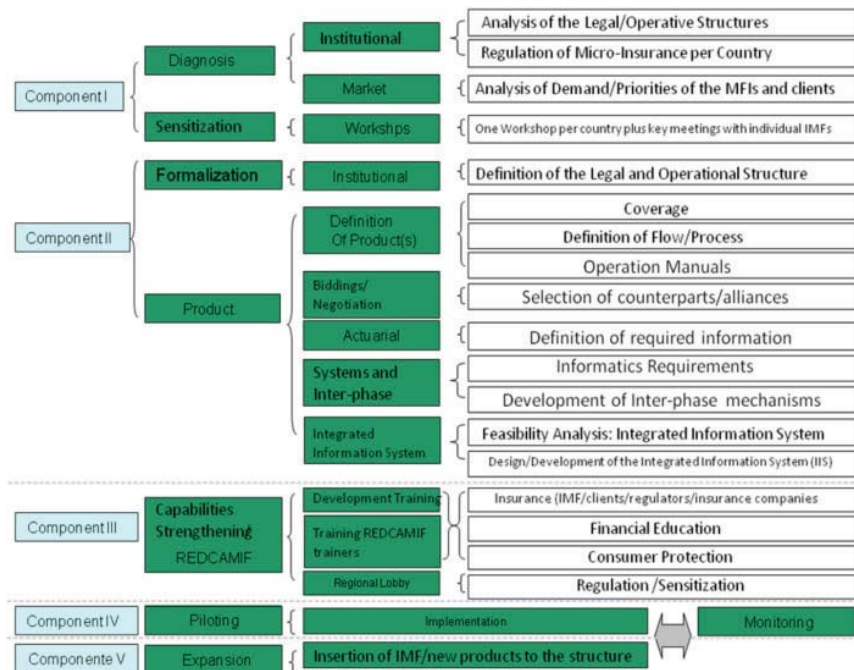 Component I
Diagnosis
Institutional
Analysis of the Legal/Operative Structures
Regulation of Micro-Insurance per Country
Market
Analysis of Demand/Priorities of the MFIs and clients
Sensitization
Workshps
One Workshop per country plus key meetings with individual IMFs
Component II
Formalization
Institutional
Definition of the Legal and Operational Structure
Product
Definition
Of Product(s)
Coverage
Definition of Flow/Process
Operation Manuals
Biddings/
Negotiation
Selection of counterparts/alliances
Actuarial
Definition of required information
Systems and
Inter-phase
Informatics Requirements
Development of Inter-phase mechanisms
Integrated
Information System
Feasibility Analysis: Integrated Information System
Design/Development of the Integrated Information System (IIS)
Component III
Capabilities
Strengthening/
REDCAMIF
Development Training
Training REDCAMIF
trainers
Insurance (IMF/clients/regulators/insurance companies
Financial Education
Consumer Protection
Regional Lobby
Regulation/Sensitization
Component IV
Piloting
Implementation
Monitoring
Componente V
Expansion
Insertion of IMF/new products to the structure